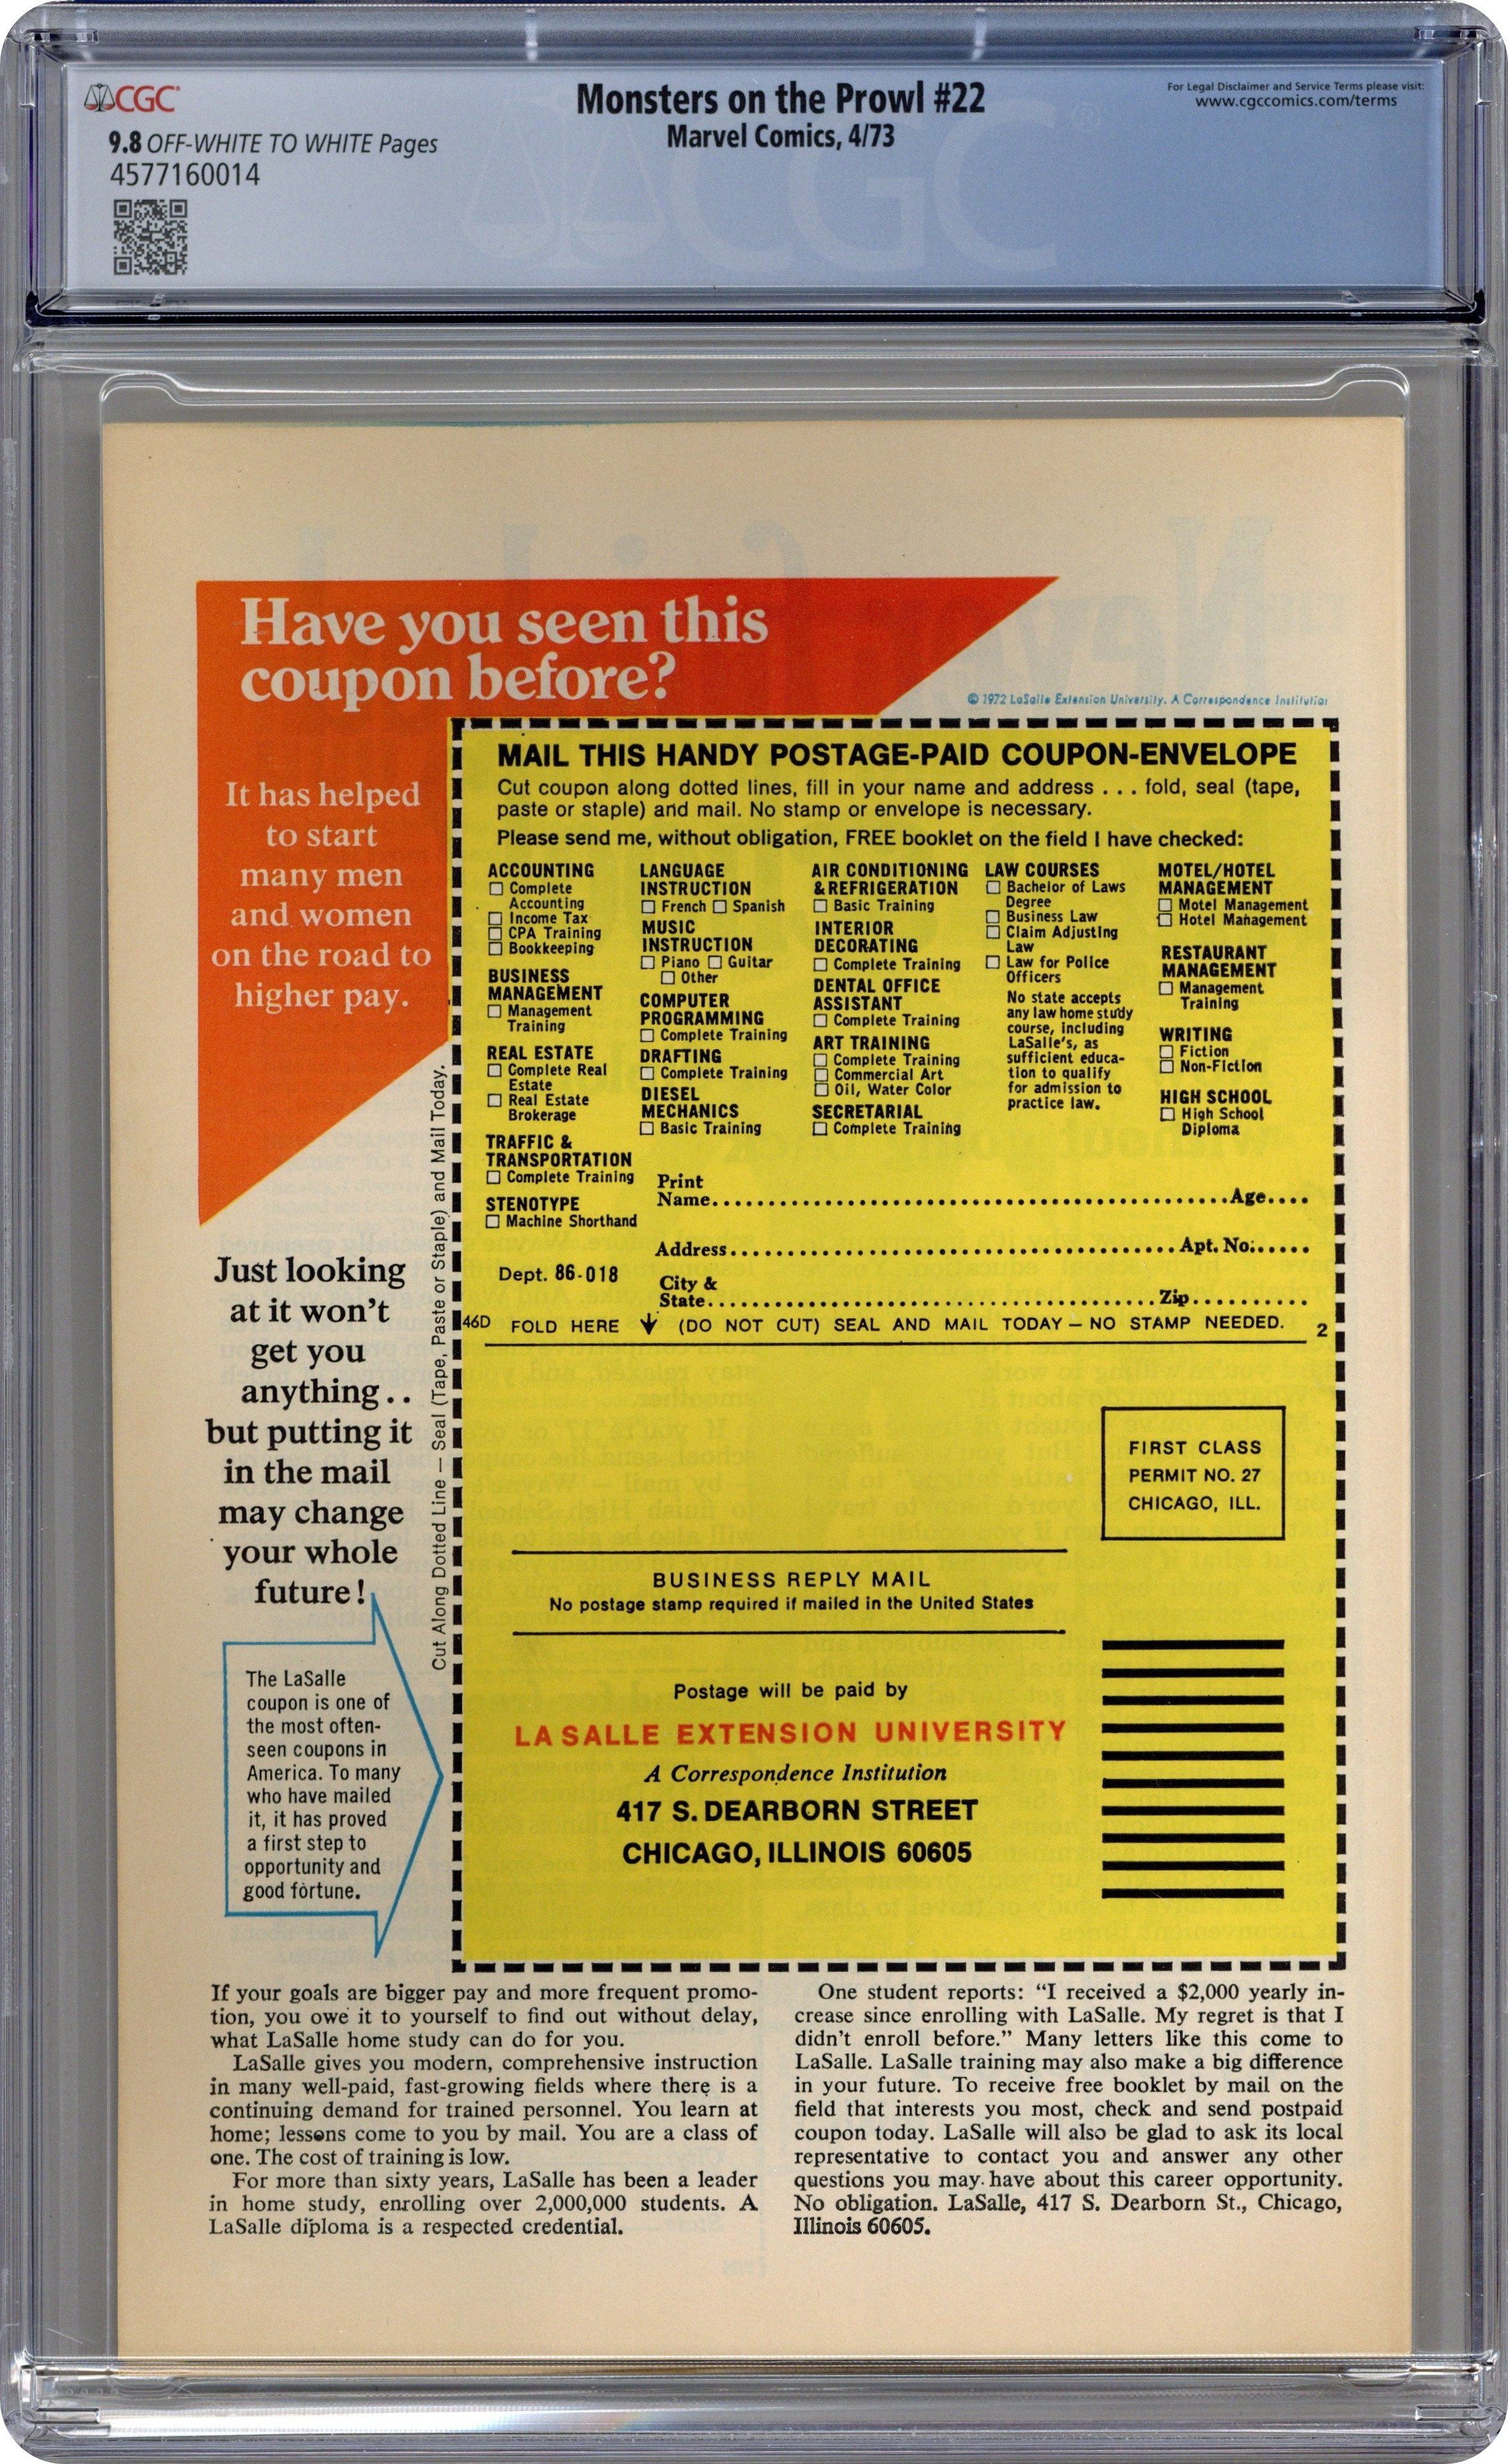 CGC
Monsters on the Prowl #22
Marvel Comics, 4/73
For Legal Disclaimer and Service Terms please visit:
www.cgccomics.com/terms
9.8 OFF-WHITE TO WHITE Pages
4577160014
Have you seen this
coupon before?
© 1972 LaSalle Extension University. A Correspondence Institution
It has helped
to start
many men
and women
on the road to
higher pay.
Just looking
at it won't
get you
anything..
but putting it
in the mail
may change
your whole
future!
The LaSalle
coupon is one of
the most often-
seen coupons in
America. To many
who have mailed
it, it has proved
a first step to
opportunity and
good fortune.
Cut Along Dotted Line — Seal (Tape, Paste or Staple) and Mail Today.
MAIL THIS HANDY POSTAGE-PAID COUPON-ENVELOPE
Cut coupon along dotted lines, fill in your name and address . . . fold, seal (tape,
paste or staple) and mail. No stamp or envelope is necessary.
Please send me, without obligation, FREE booklet on the field I have checked:
ACCOUNTING
☐ Complete
Accounting
☐ Income Tax
☐ CPA Training
☐ Bookkeeping
BUSINESS
MANAGEMENT
☐ Management
Training
REAL ESTATE
☐ Complete Real
Estate
☐ Real Estate
Brokerage
TRAFFIC &
TRANSPORTATION
☐ Complete Training
STENOTYPE
☐ Machine Shorthand
LANGUAGE
INSTRUCTION
☐ French ☐ Spanish
MUSIC
INSTRUCTION
☐ Piano ☐ Guitar
☐ Other
COMPUTER
PROGRAMMING
☐ Complete Training
DRAFTING
☐ Complete Training
DIESEL
MECHANICS
☐ Basic Training
AIR CONDITIONING
& REFRIGERATION
☐ Basic Training
INTERIOR
DECORATING
☐ Complete Training
DENTAL OFFICE
ASSISTANT
☐ Complete Training
ART TRAINING
☐ Complete Training
☐ Commercial Art
☐ Oil, Water Color
SECRETARIAL
☐ Complete Training
LAW COURSES
☐ Bachelor of Laws
Degree
☐ Business Law
☐ Claim Adjusting
Law
☐ Law for Police
Officers
No state accepts
any law home study
course, including
LaSalle's, as
sufficient educa-
tion to qualify
for admission to
practice law.
MOTEL/HOTEL
MANAGEMENT
☐ Motel Management
☐ Hotel Management
RESTAURANT
MANAGEMENT
☐ Management
Training
WRITING
☐ Fiction
☐ Non-Fiction
HIGH SCHOOL
☐ High School
Diploma
Print
Name..........Age....
Address..........Apt. No......
Dept. 86-018
City &
State..........Zip..........
46D FOLD HERE ↓ (DO NOT CUT) SEAL AND MAIL TODAY — NO STAMP NEEDED. 2
FIRST CLASS
PERMIT NO. 27
CHICAGO, ILL.
BUSINESS REPLY MAIL
No postage stamp required if mailed in the United States
Postage will be paid by
LA SALLE EXTENSION UNIVERSITY
A Correspondence Institution
417 S. DEARBORN STREET
CHICAGO, ILLINOIS 60605
If your goals are bigger pay and more frequent promo-
tion, you owe it to yourself to find out without delay,
what LaSalle home study can do for you.
LaSalle gives you modern, comprehensive instruction
in many well-paid, fast-growing fields where there is a
continuing demand for trained personnel. You learn at
home; lessons come to you by mail. You are a class of
one. The cost of training is low.
For more than sixty years, LaSalle has been a leader
in home study, enrolling over 2,000,000 students. A
LaSalle diploma is a respected credential.
One student reports: "I received a $2,000 yearly in-
crease since enrolling with LaSalle. My regret is that I
didn't enroll before." Many letters like this come to
LaSalle. LaSalle training may also make a big difference
in your future. To receive free booklet by mail on the
field that interests you most, check and send postpaid
coupon today. LaSalle will also be glad to ask its local
representative to contact you and answer any other
questions you may have about this career opportunity.
No obligation. LaSalle, 417 S. Dearborn St., Chicago,
Illinois 60605.